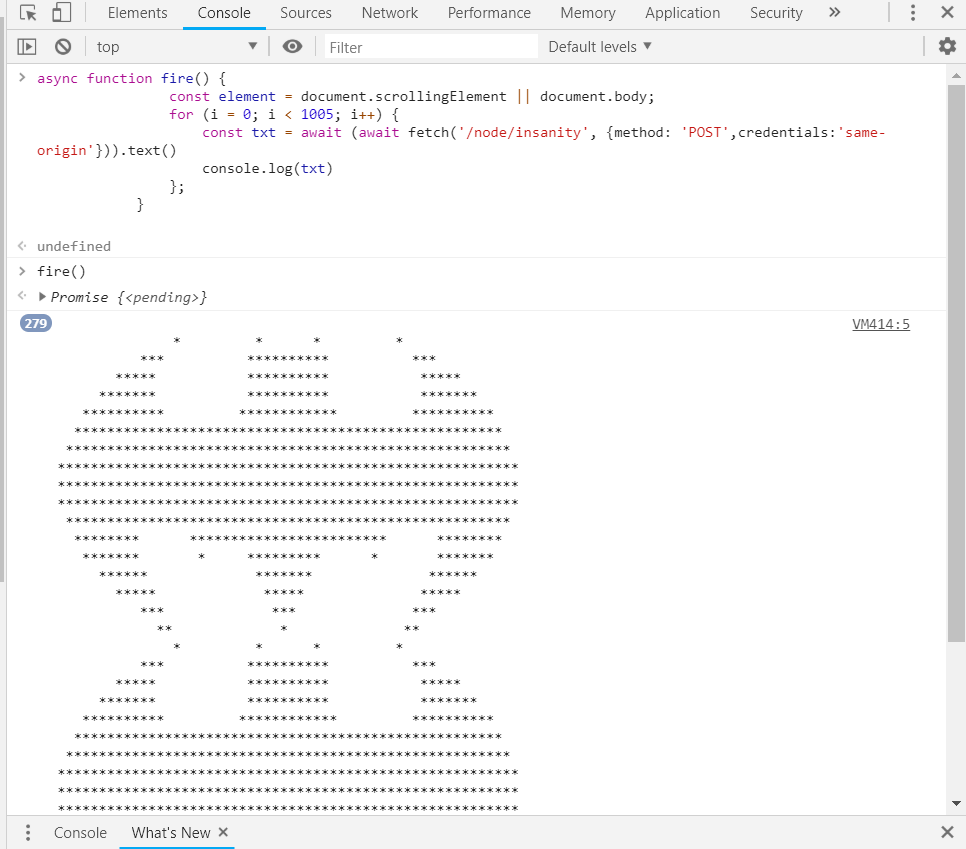 Elements Console Sources Network Performance Memory Application Security »
top ▼ Filter Default levels ▼
> async function fire() {
                const element = document.scrollingElement || document.body;
                for (i = 0; i < 1005; i++) {
                    const txt = await (await fetch('/node/insanity', {method: 'POST',credentials:'same-
origin'})).text()
                    console.log(txt)
                };
            }
undefined
> fire()
▶ Promise {<pending>}
279 VM414:5
                 *         *      *         *
             ***          **********          ***
          *****           **********           *****
        *******           **********           *******
      **********         ************         **********
     ****************************************************
    ******************************************************
   ********************************************************
   ********************************************************
   ********************************************************
    ******************************************************
     ********      ************************      ********
      *******       *     *********      *       *******
        ******             *******              ******
          *****             *****              *****
             ***             ***              ***
               **             *              **
                 *         *      *         *
             ***          **********          ***
          *****           **********           *****
        *******           **********           *******
      **********         ************         **********
     ****************************************************
    ******************************************************
   ********************************************************
   ********************************************************
   ********************************************************
Console What's New ×